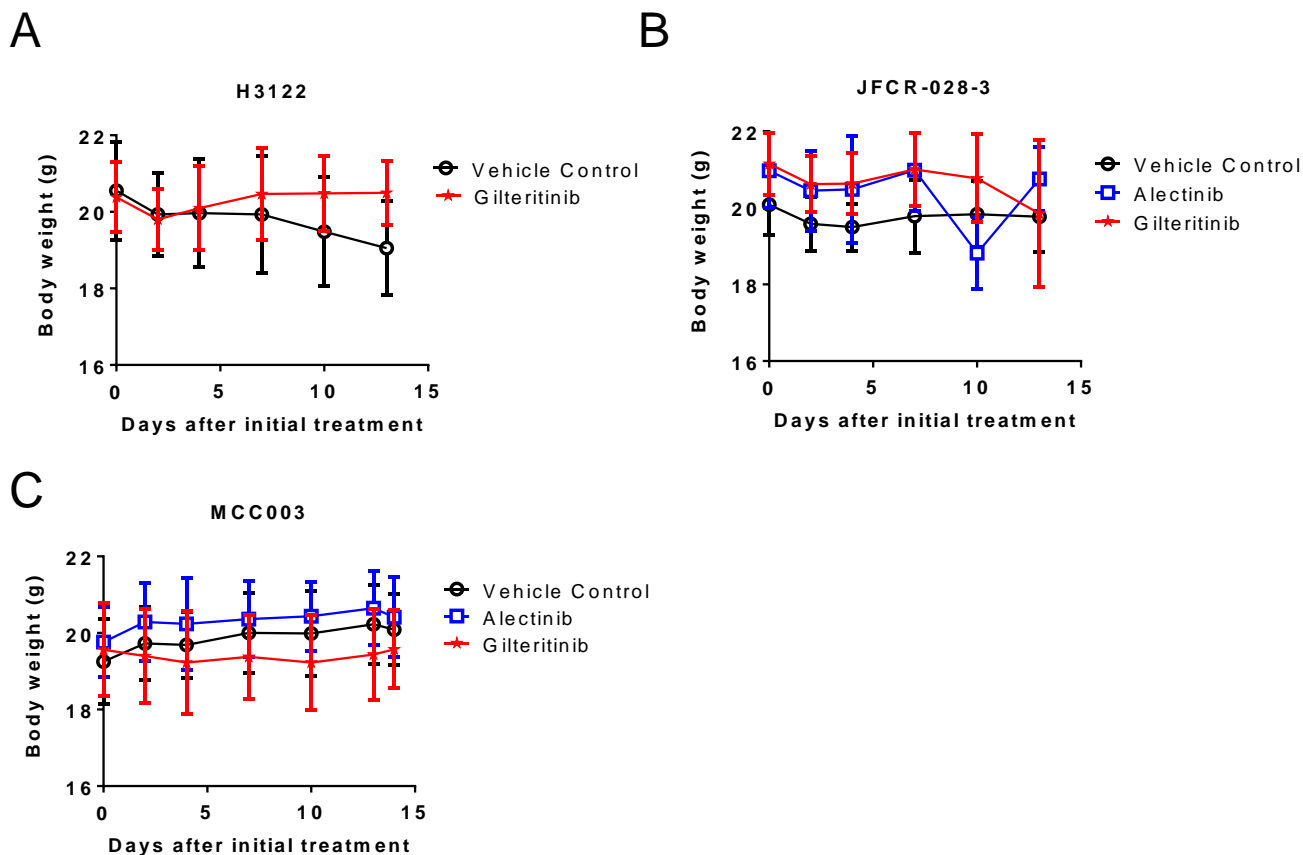 A
H3122
Body weight (g)
22
20
18
16
0 5 10 15
Days after initial treatment
Vehicle Control
Gilteritinib
B
JFCR-028-3
Body weight (g)
22
20
18
16
0 5 10 15
Days after initial treatment
Vehicle Control
Alectinib
Gilteritinib
C
MCC003
Body weight (g)
22
20
18
16
0 5 10 15
Days after initial treatment
Vehicle Control
Alectinib
Gilteritinib